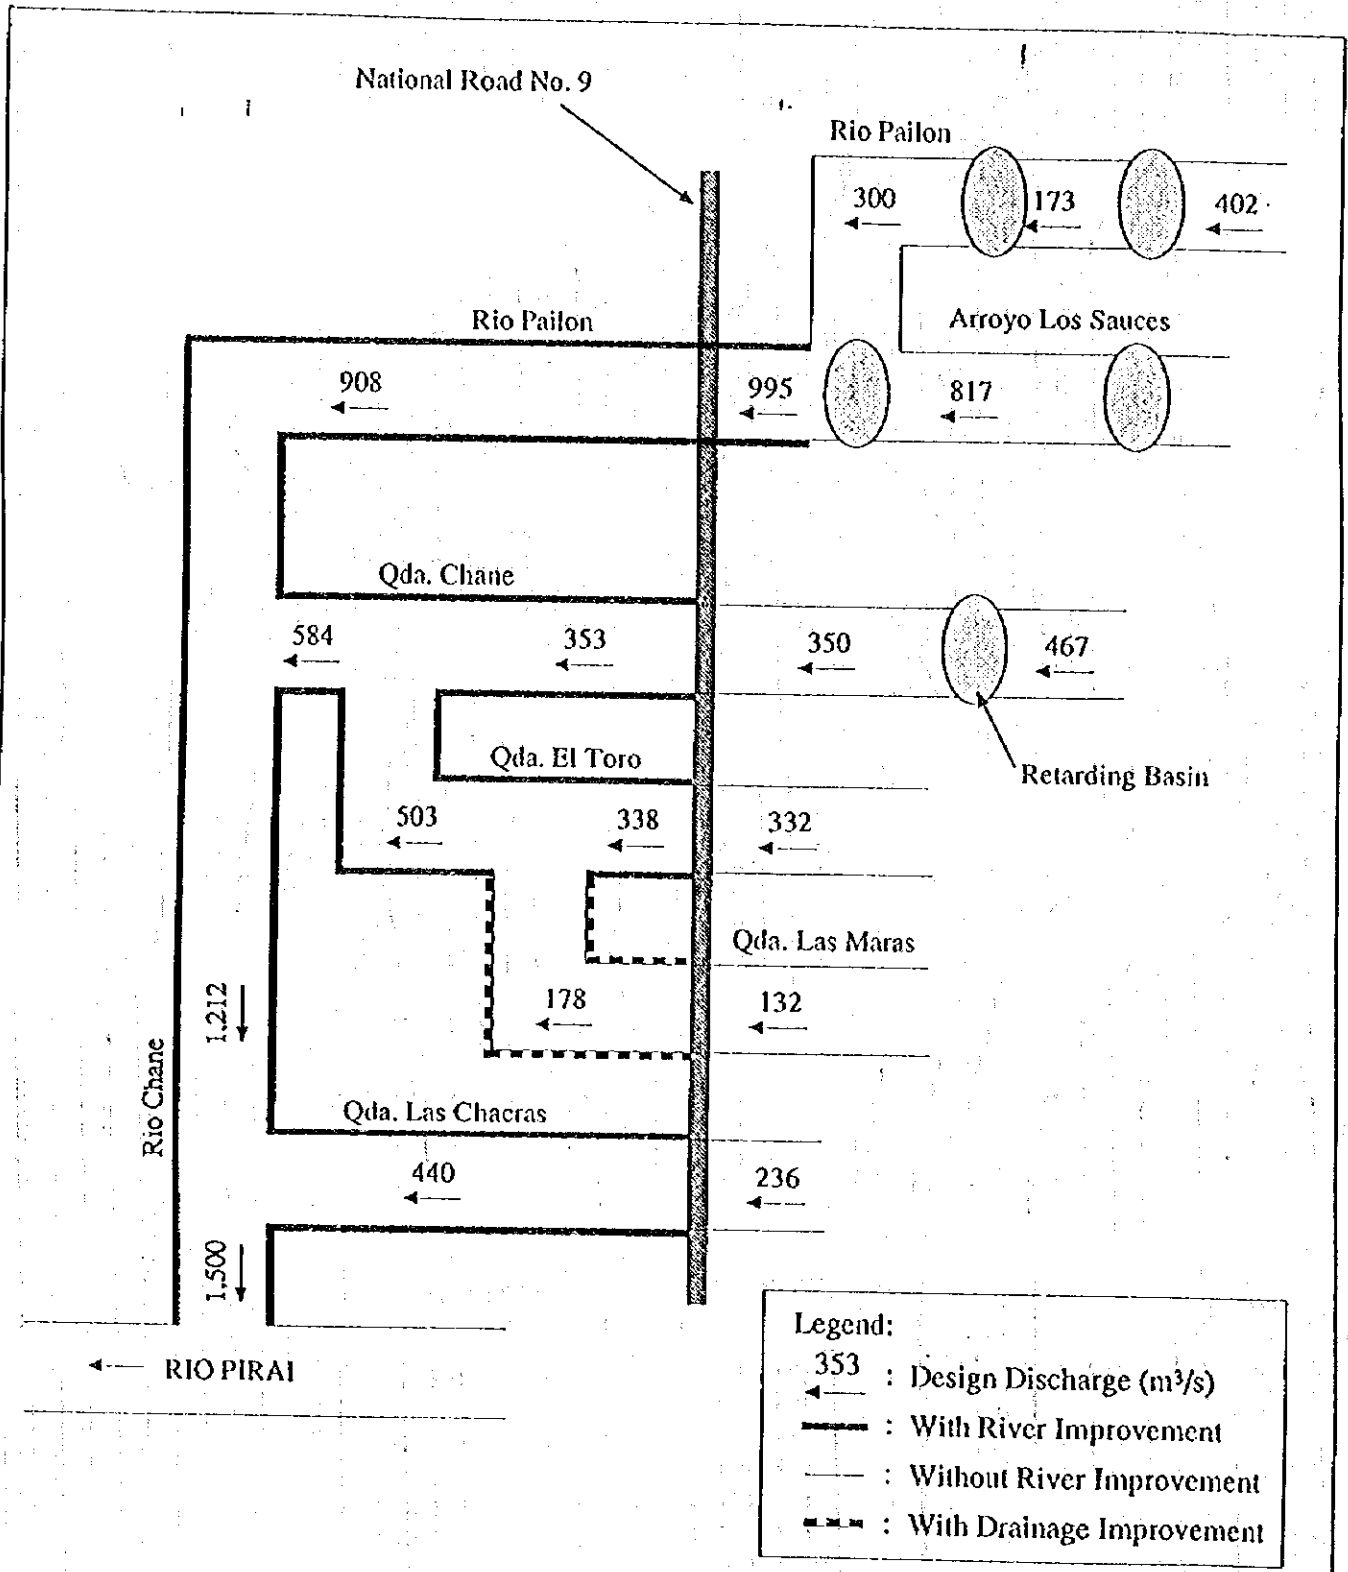 National Road No. 9
Rio Pailon
300
173
402
Rio Pailon
Arroyo Los Sauces
908
995
817
Qda. Chane
584
353
350
467
Qda. El Toro
Retarding Basin
503
338
332
Qda. Las Maras
178
132
1,212
Rio Chane
Qda. Las Chacras
440
236
1,500
RIO PIRAI
Legend:
353 : Design Discharge (m³/s)
: With River Improvement
: Without River Improvement
: With Drainage Improvement